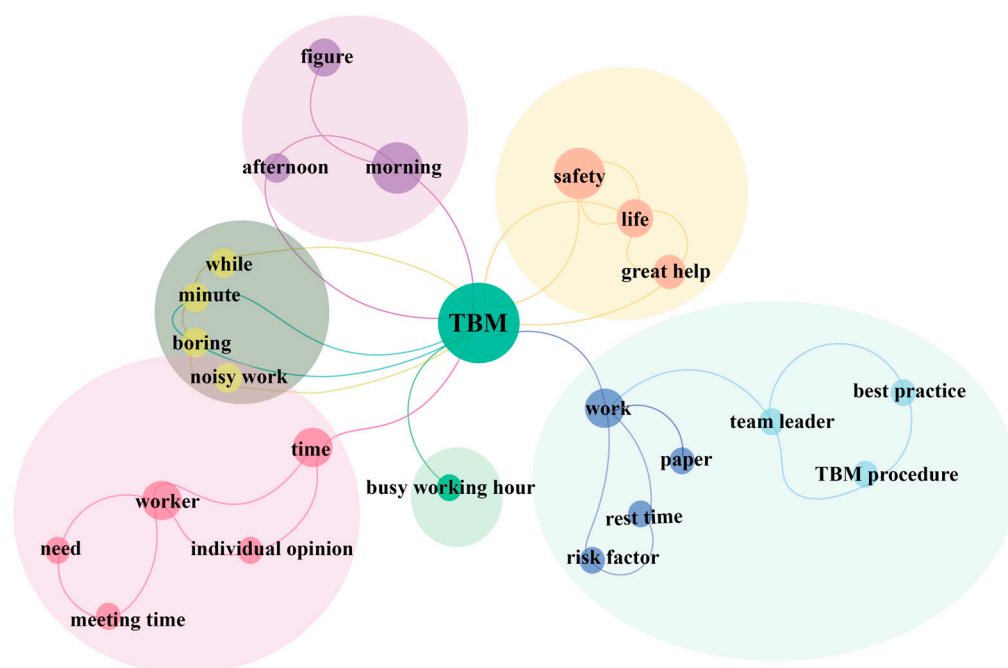 figure
afternoon
morning
safety
life
great help
while
minute
boring
noisy work
TBM
work
team leader
best practice
paper
TBM procedure
rest time
risk factor
busy working hour
time
worker
need
individual opinion
meeting time